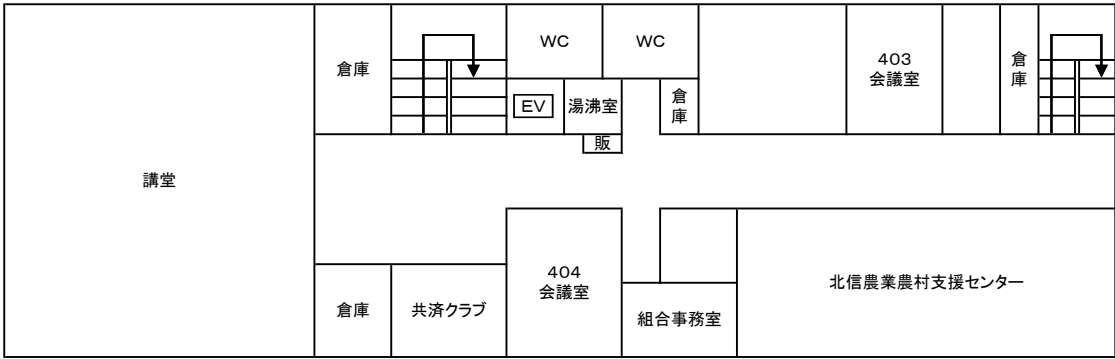 倉庫
WC
WC
403
会議室
倉庫
EV
湯沸室
倉庫
販
講堂
404
会議室
倉庫
共済クラブ
組合事務室
北信農業農村支援センター